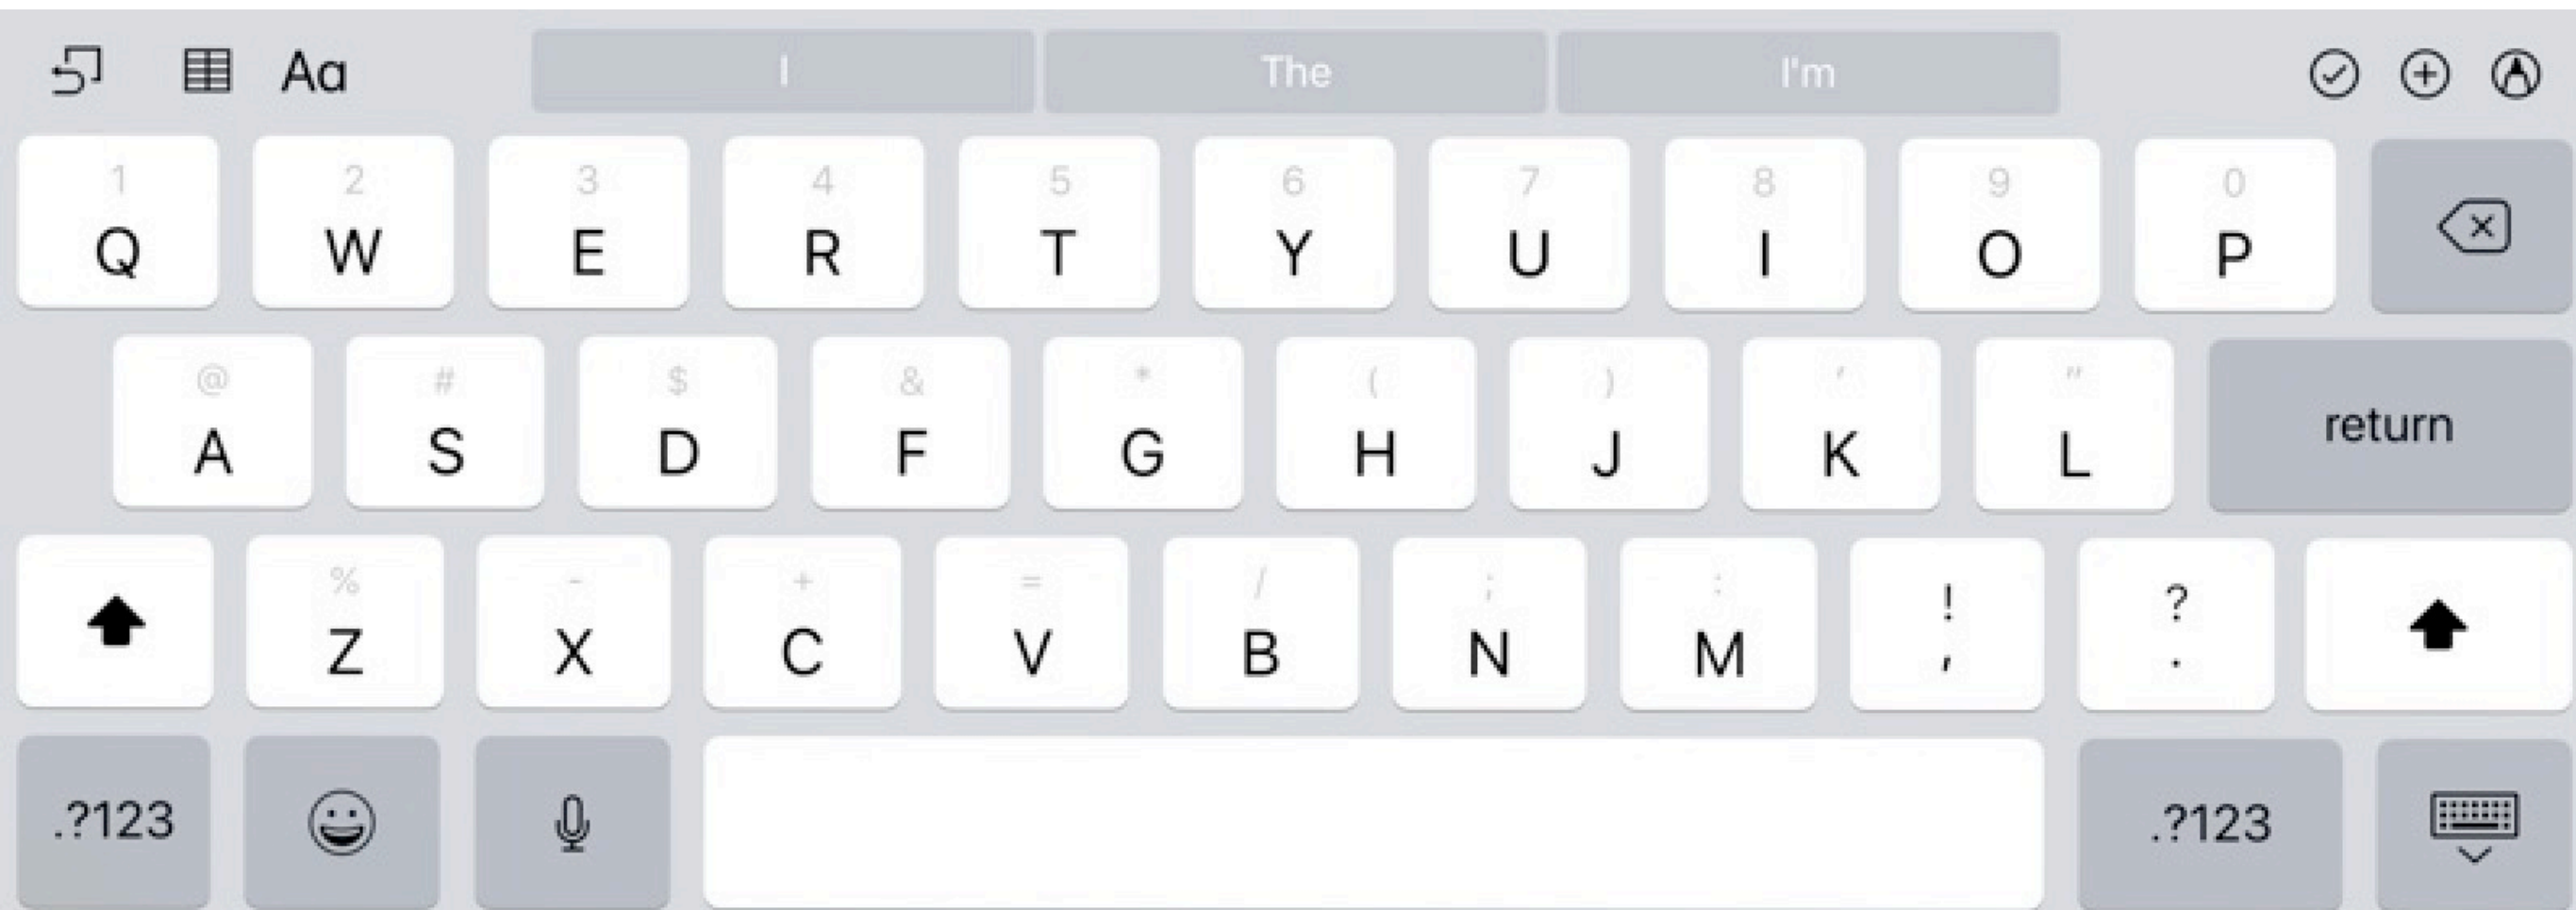 Aa I The I'm
1 2 3 4 5 6 7 8 9 0
Q W E R T Y U I O P
@ # $ & * ( ) ' "
A S D F G H J K L return
% - + = / ; : ! ?
Z X C V B N M , .
.?123 .?123